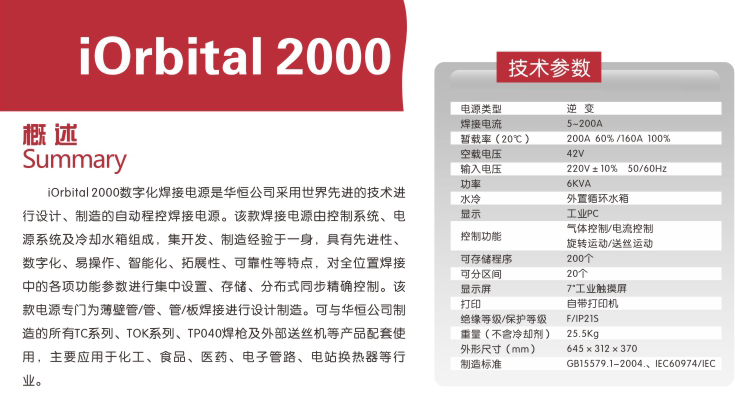 iOrbital 2000
概述
Summary
iOrbital 2000数字化焊接电源是华恒公司采用世界先进的技术进
行设计、制造的自动程控焊接电源。该款焊接电源由控制系统、电
源系统及冷却水箱组成，集开发、制造经验于一身，具有先进性、
数字化、易操作、智能化、拓展性、可靠性等特点，对全位置焊接
中的各项功能参数进行集中设置、存储、分布式同步精确控制。该
款电源专门为薄壁管/管、管/板焊接进行设计制造。可与华恒公司制
造的所有TC系列、TOK系列、TP040焊枪及外部送丝机等产品配套使
用，主要应用于化工、食品、医药、电子管路、电站换热器等行
业。
技术参数
电源类型 逆 变
焊接电流 5~200A
暂载率（20℃） 200A 60% /160A 100%
空载电压 42V
输入电压 220V±10% 50/60Hz
功率 6KVA
水冷 外置循环水箱
显示 工业PC
控制功能 气体控制/电流控制
旋转运动/送丝运动
可存储程序 200个
可分区间 20个
显示屏 7"工业触摸屏
打印 自带打印机
绝缘等级/保护等级 F/IP21S
重量（不含冷却剂） 25.5Kg
外形尺寸（mm） 645×312×370
制造标准 GB15579.1-2004.、IEC60974/IEC